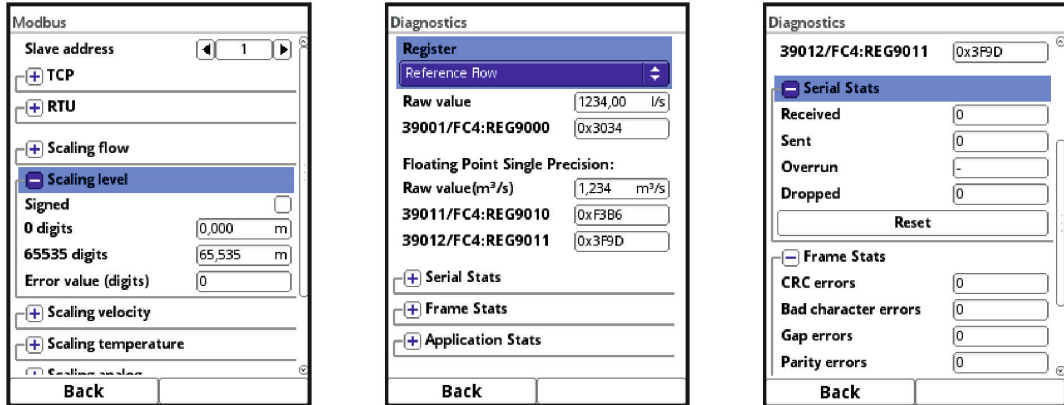 Modbus
Slave address 1
TCP
RTU
Scaling flow
Scaling level
Signed
0 digits 0,000 m
65535 digits 65,535 m
Error value (digits) 0
Scaling velocity
Scaling temperature
Scaling analog
Back
Diagnostics
Register
Reference Flow
Raw value 1234,00 l/s
39001/FC4:REG9000 0x3034
Floating Point Single Precision:
Raw value(m³/s) 1,234 m³/s
39011/FC4:REG9010 0xF3B6
39012/FC4:REG9011 0x3F9D
Serial Stats
Frame Stats
Application Stats
Back
Diagnostics
39012/FC4:REG9011 0x3F9D
Serial Stats
Received 0
Sent 0
Overrun -
Dropped 0
Reset
Frame Stats
CRC errors 0
Bad character errors 0
Gap errors 0
Parity errors 0
Back